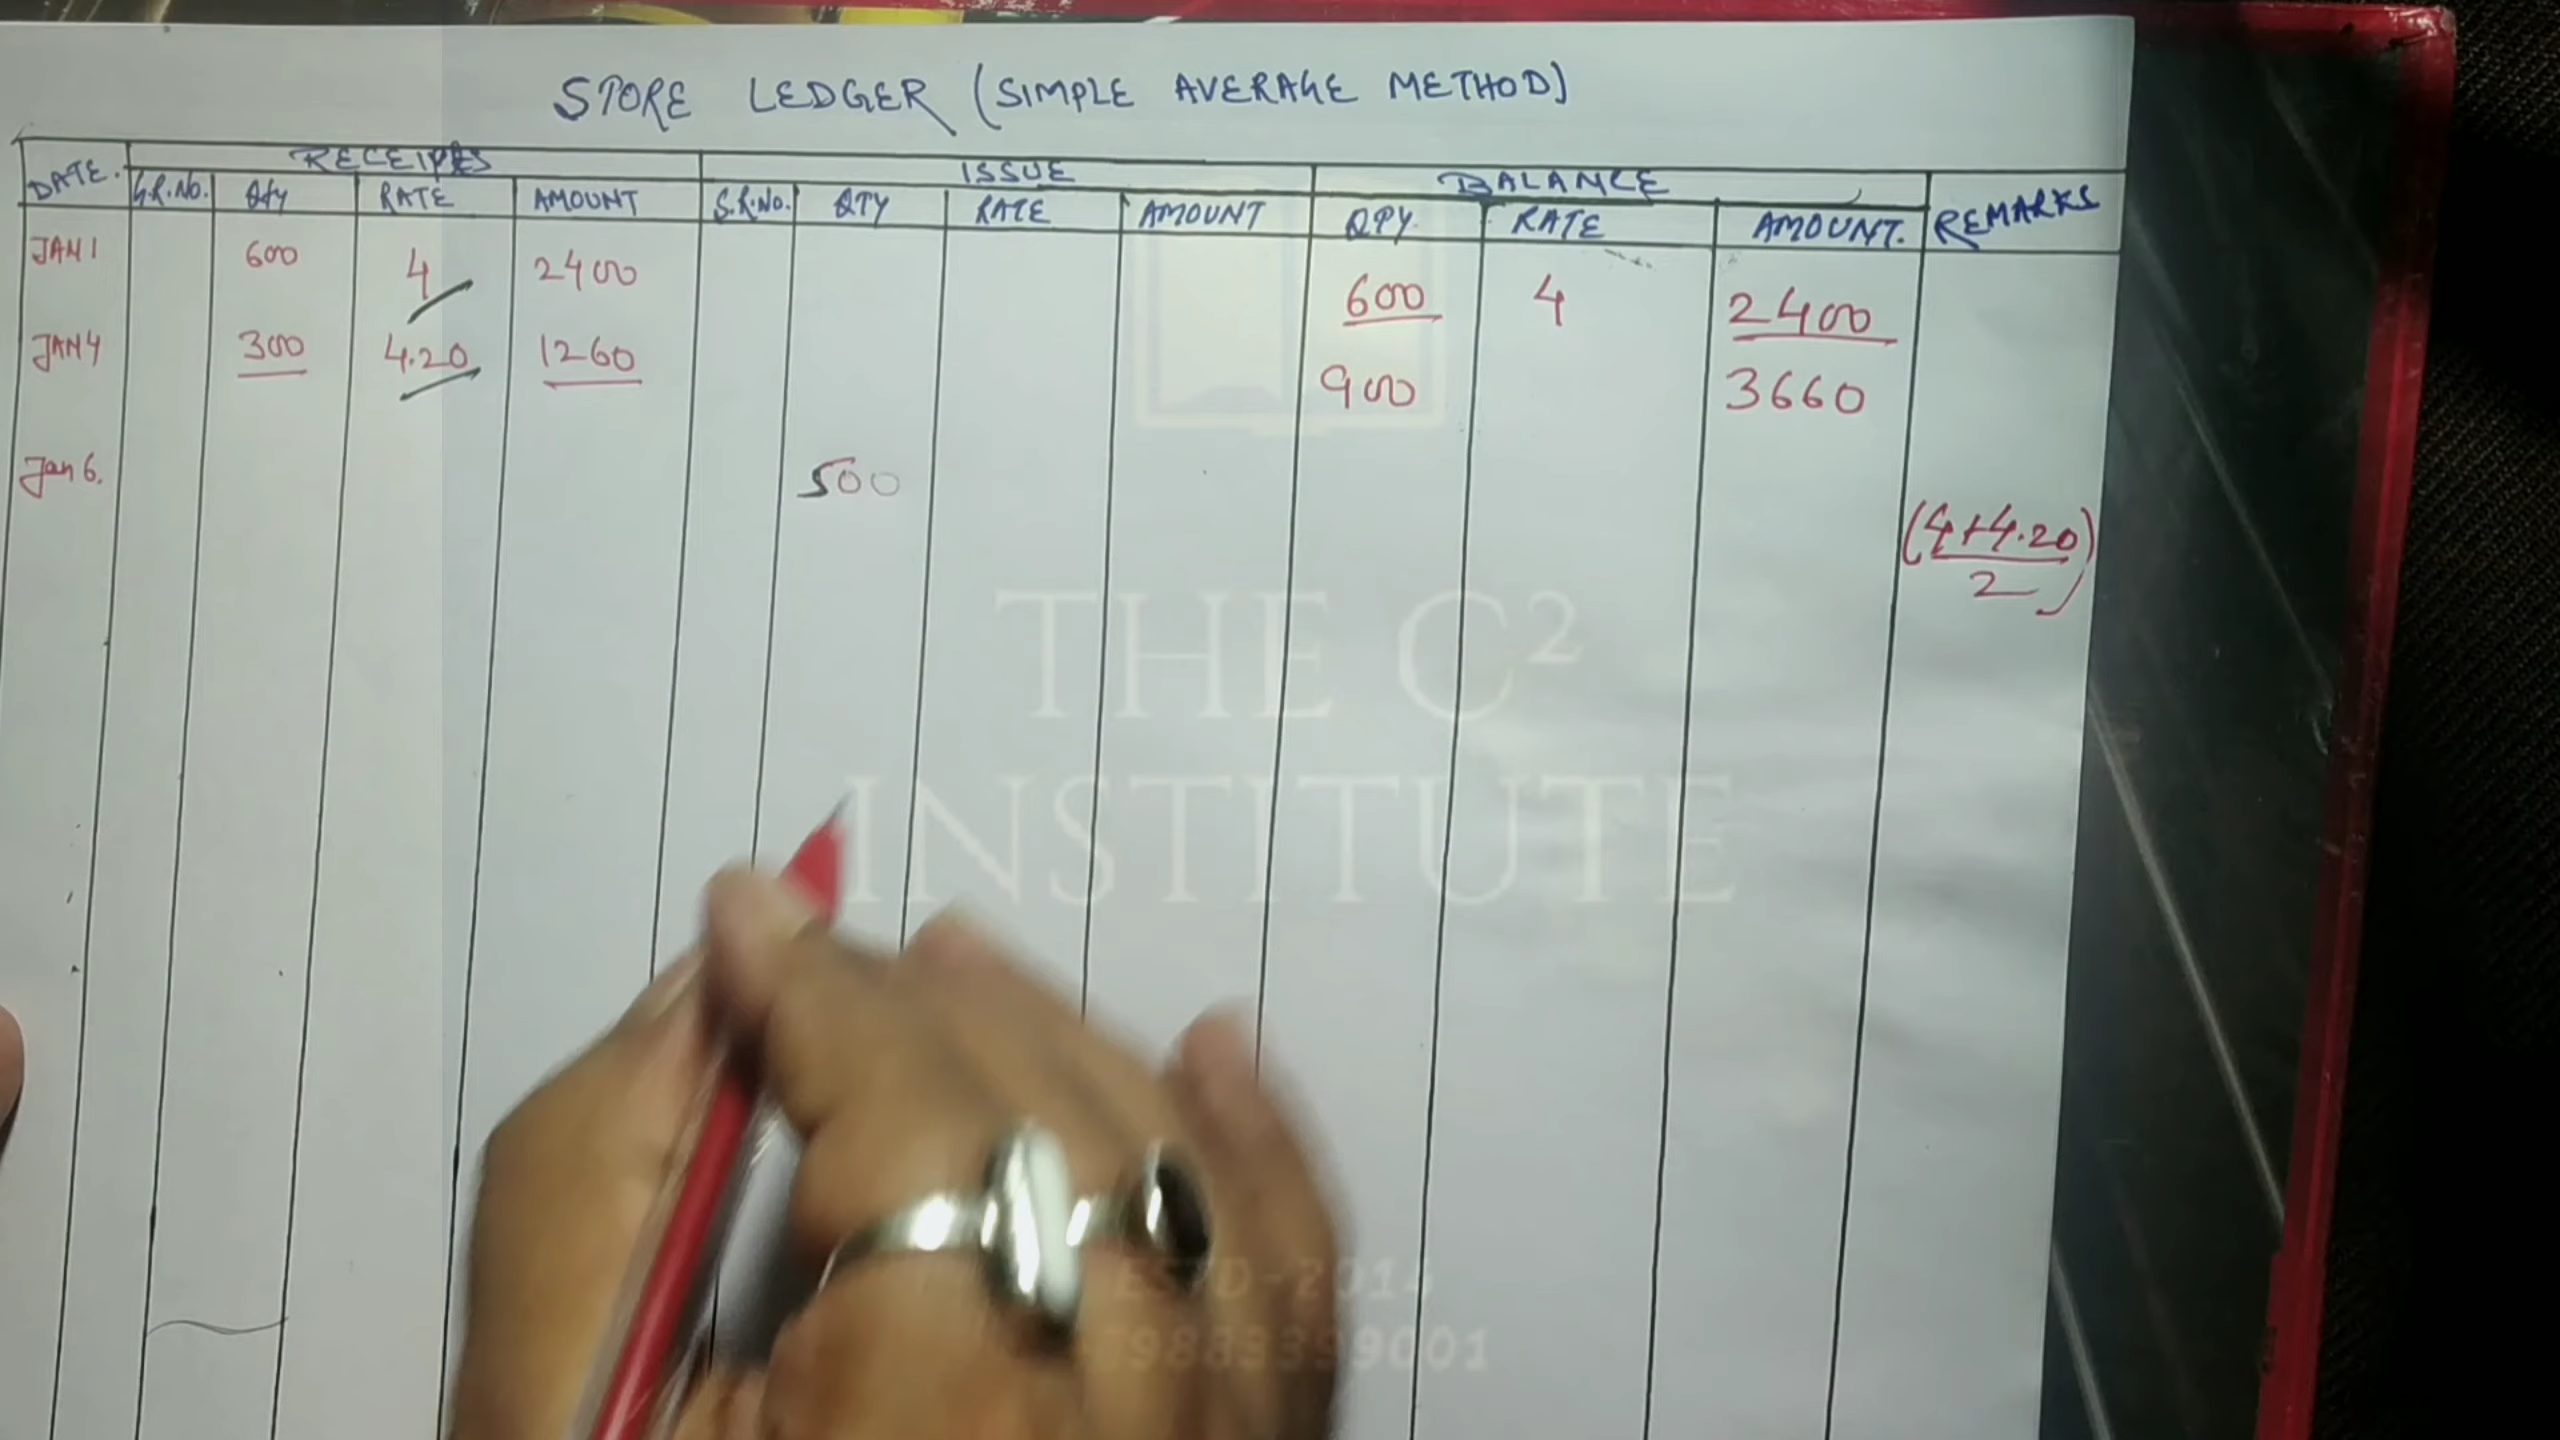 STORE LEDGER (SIMPLE AVERAGE METHOD)
DATE. RECEIPES ISSUE BALANCE REMARKS
S.R.No. Qty RATE AMOUNT S.R.No. QTY RATE AMOUNT QPY. RATE AMOUNT.
JAN 1 600 4 2400 600 4 2400
JAN 4 300 4.20 1260 900 3660
Jan 6. 500
(4+4.20)
2
THE C²
INSTITUTE